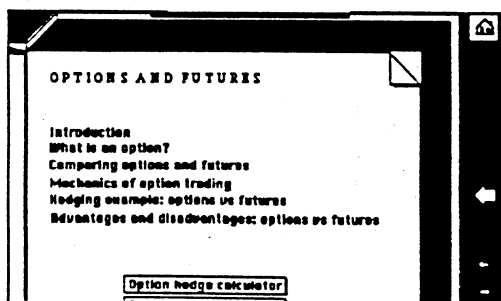 OPTIONS AND FUTURES
Introduction
What is an option?
Comparing options and futures
Mechanics of option trading
Hedging example: options vs futures
Advantages and disadvantages: options vs futures
Option hedge calculator